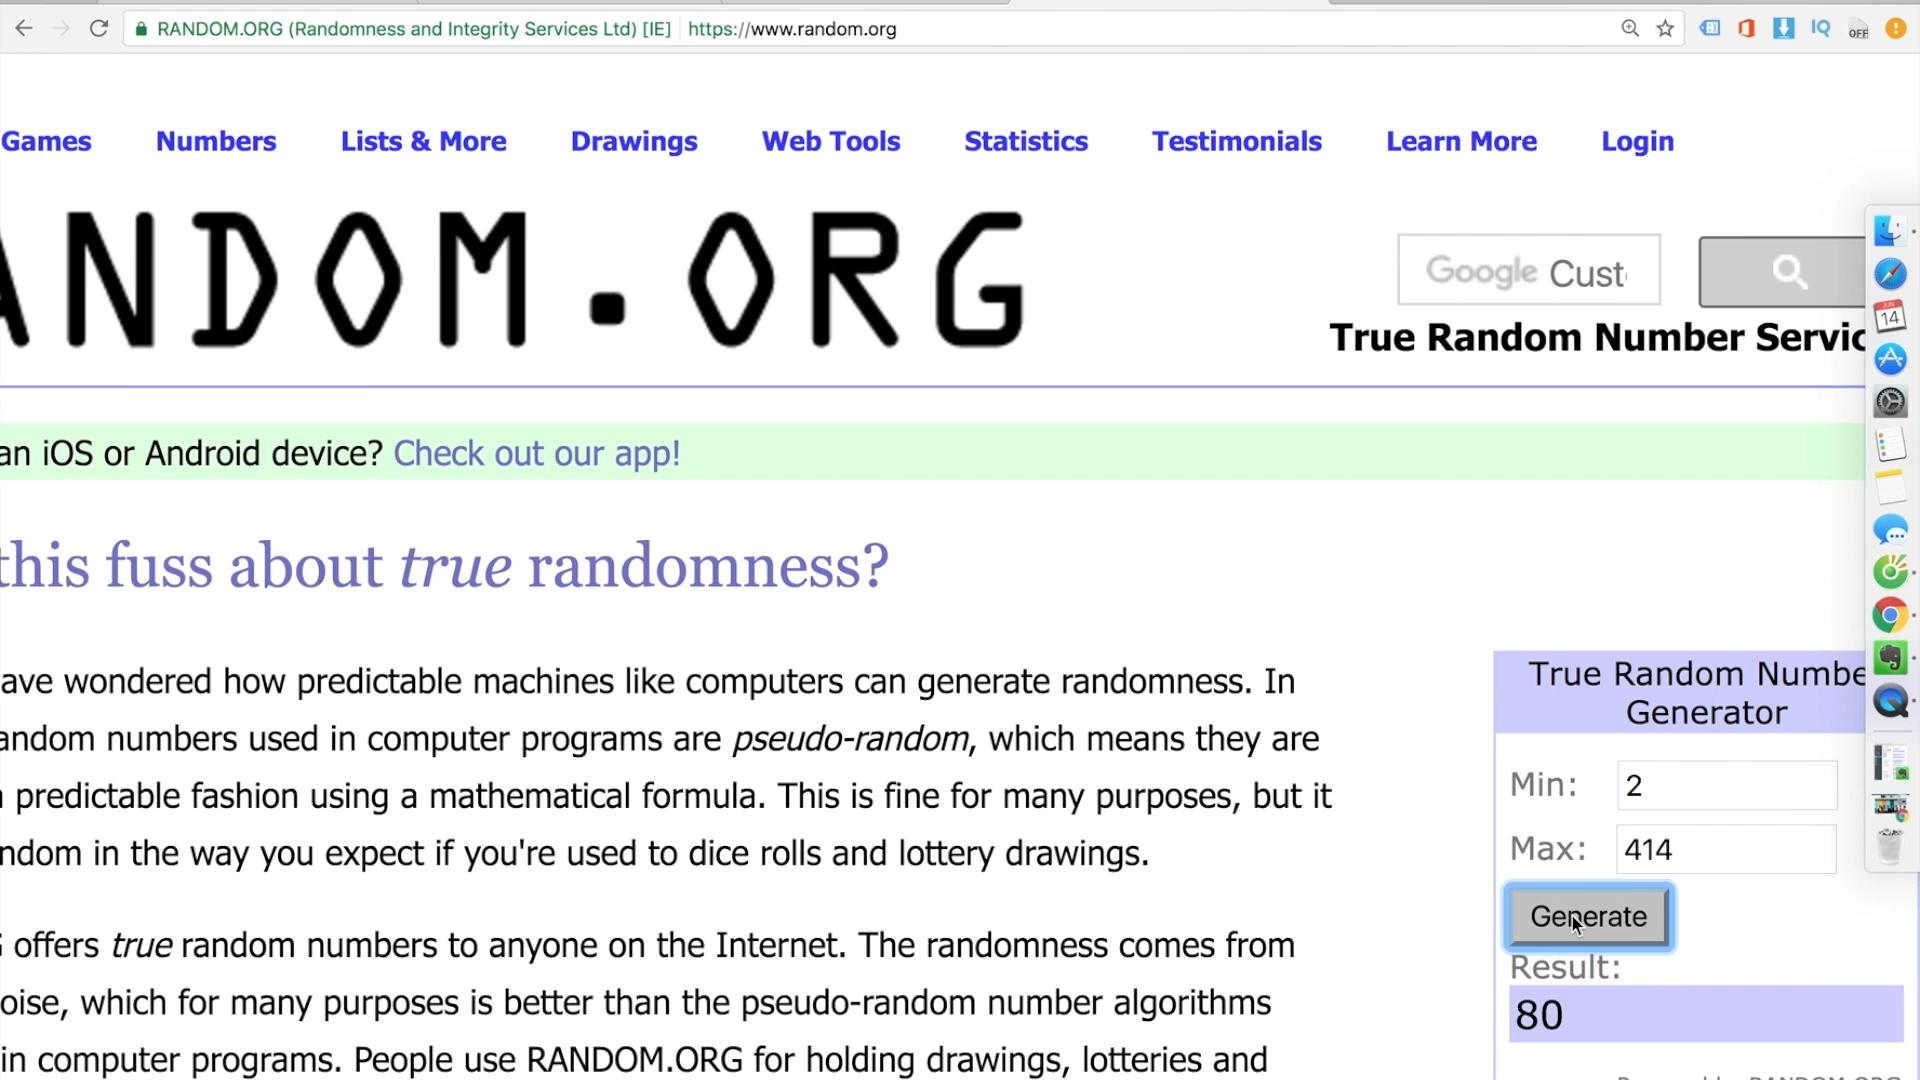 RANDOM.ORG (Randomness and Integrity Services Ltd) [IE] https://www.random.org
IQ
OFF
Games Numbers Lists & More Drawings Web Tools Statistics Testimonials Learn More Login
ANDOM.ORG
Google Cust
True Random Number Servic
JUN
14
an iOS or Android device? Check out our app!
this fuss about true randomness?
ave wondered how predictable machines like computers can generate randomness. In
andom numbers used in computer programs are pseudo-random, which means they are
predictable fashion using a mathematical formula. This is fine for many purposes, but it
ndom in the way you expect if you're used to dice rolls and lottery drawings.
offers true random numbers to anyone on the Internet. The randomness comes from
oise, which for many purposes is better than the pseudo-random number algorithms
in computer programs. People use RANDOM.ORG for holding drawings, lotteries and
True Random Numbe
Generator
Min: 2
Max: 414
Generate
Result:
80